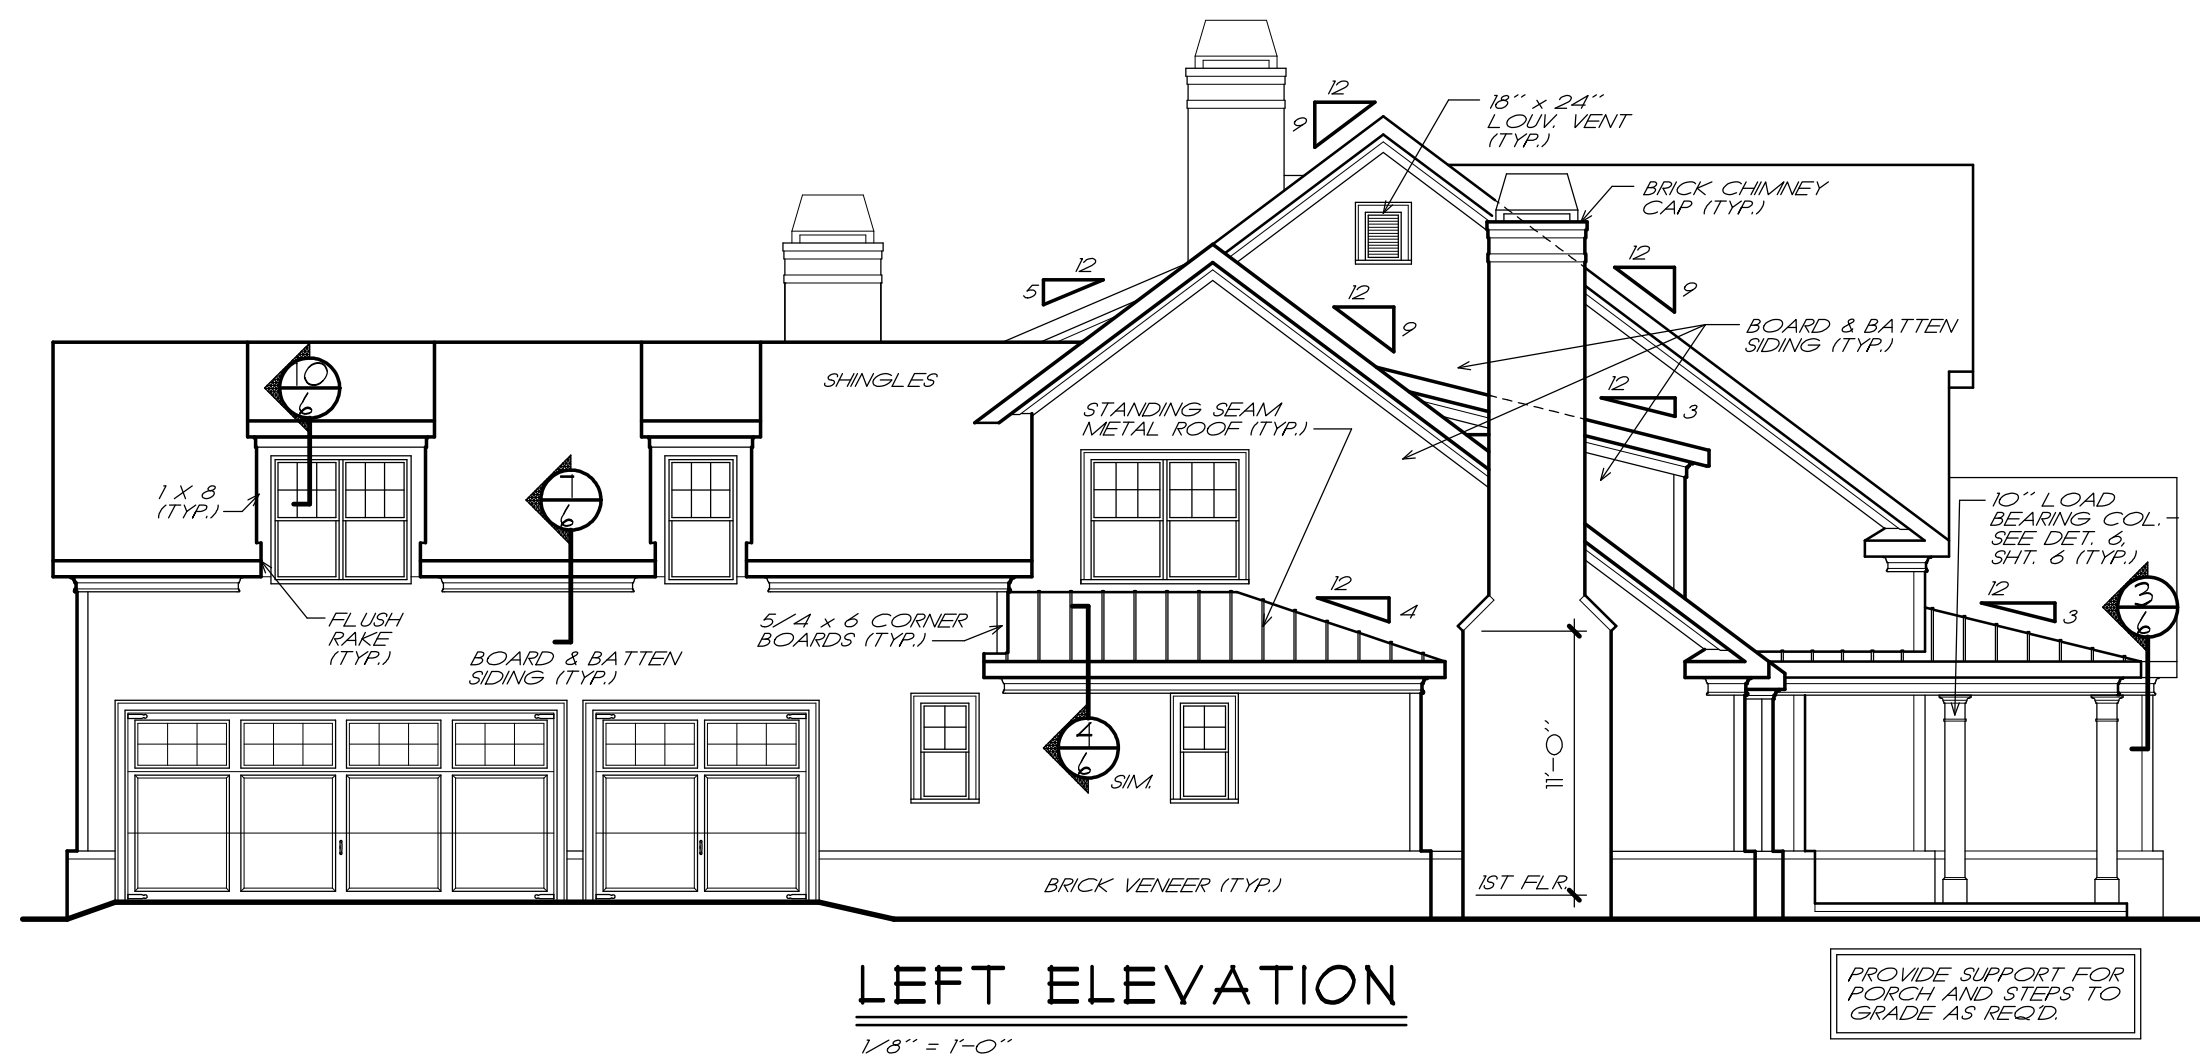 12
9
18" x 24"
LOUV. VENT
(TYP.)
BRICK CHIMNEY
CAP (TYP.)
12
5
12
9
12
9
BOARD & BATTEN
SIDING (TYP.)
10
6
SHINGLES
12
3
STANDING SEAM
METAL ROOF (TYP.)
1 X 8
(TYP.)
1
6
10" LOAD
BEARING COL.
SEE DET. 6,
SHT. 6 (TYP.)
12
4
12
3
3
6
FLUSH
RAKE
(TYP.)
5/4 x 6 CORNER
BOARDS (TYP.)
BOARD & BATTEN
SIDING (TYP.)
4
6
SIM.
11'-0"
BRICK VENEER (TYP.)
1ST FLR.
LEFT ELEVATION
1/8" = 1'-0"
PROVIDE SUPPORT FOR
PORCH AND STEPS TO
GRADE AS REQ'D.